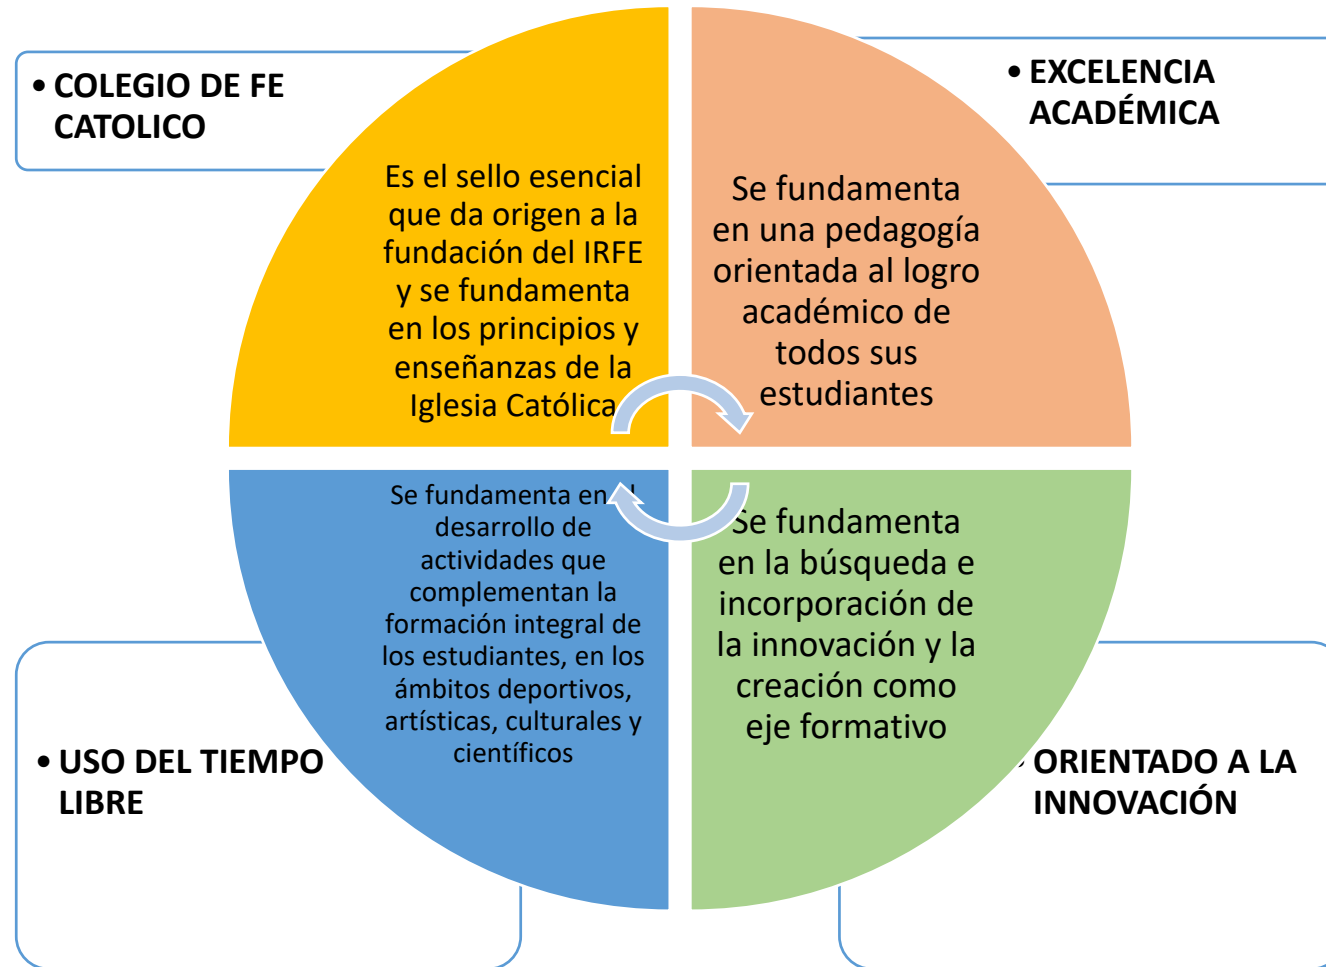 • COLEGIO DE FE
CATOLICO
Es el sello esencial
que da origen a la
fundación del IRFE
y se fundamenta
en los principios y
enseñanzas de la
Iglesia Católica
• EXCELENCIA
ACADÉMICA
Se fundamenta
en una pedagogía
orientada al logro
académico de
todos sus
estudiantes
• USO DEL TIEMPO
LIBRE
Se fundamenta en
desarrollo de
actividades que
complementan la
formación integral de
los estudiantes, en los
ámbitos deportivos,
artísticas, culturales y
científicos
• ORIENTADO A LA
INNOVACIÓN
Se fundamenta
en la búsqueda e
incorporación de
la innovación y la
creación como
eje formativo